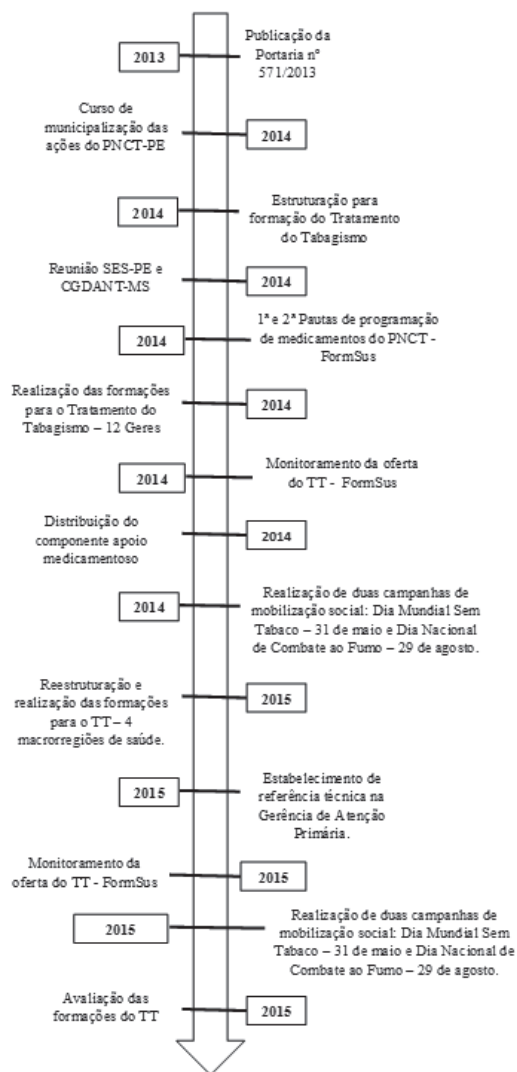 2013
Publicação da
Portaria nº
571/2013
Curso de
municipalização das
ações do PNCT-PE
2014
2014
Estruturação para
formação do Tratamento
do Tabagismo
Reunião SES-PE e
CGDANT-MS
2014
2014
1ª e 2ª Pautas de programação
de medicamentos do PNCT -
FormSus
Realização das formações
para o Tratamento do
Tabagismo – 12 Geres
2014
2014
Monitoramento da oferta
do TT - FormSus
Distribuição do
componente apoio
medicamentoso
2014
2014
Realização de duas campanhas de
mobilização social: Dia Mundial Sem
Tabaco – 31 de maio e Dia Nacional
de Combate ao Fumo – 29 de agosto.
Reestruturação e
realização das formações
para o TT – 4
macrorregiões de saúde.
2015
2015
Estabelecimento de
referência técnica na
Gerência de Atenção
Primária.
Monitoramento da
oferta do TT - FormSus
2015
2015
Realização de duas campanhas de
mobilização social: Dia Mundial Sem
Tabaco – 31 de maio e Dia Nacional de
Combate ao Fumo – 29 de agosto.
Avaliação das
formações do TT
2015